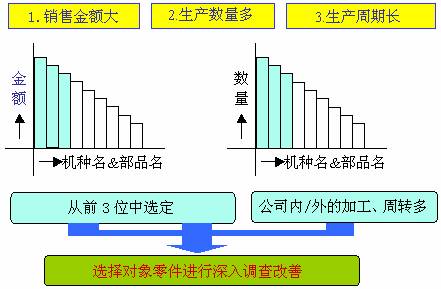 1.销售金额大
2.生产数量多
3.生产周期长
金额
机种名&部品名
数量
机种名&部品名
从前3位中选定
公司内/外的加工、周转多
选择对象零件进行深入调查改善